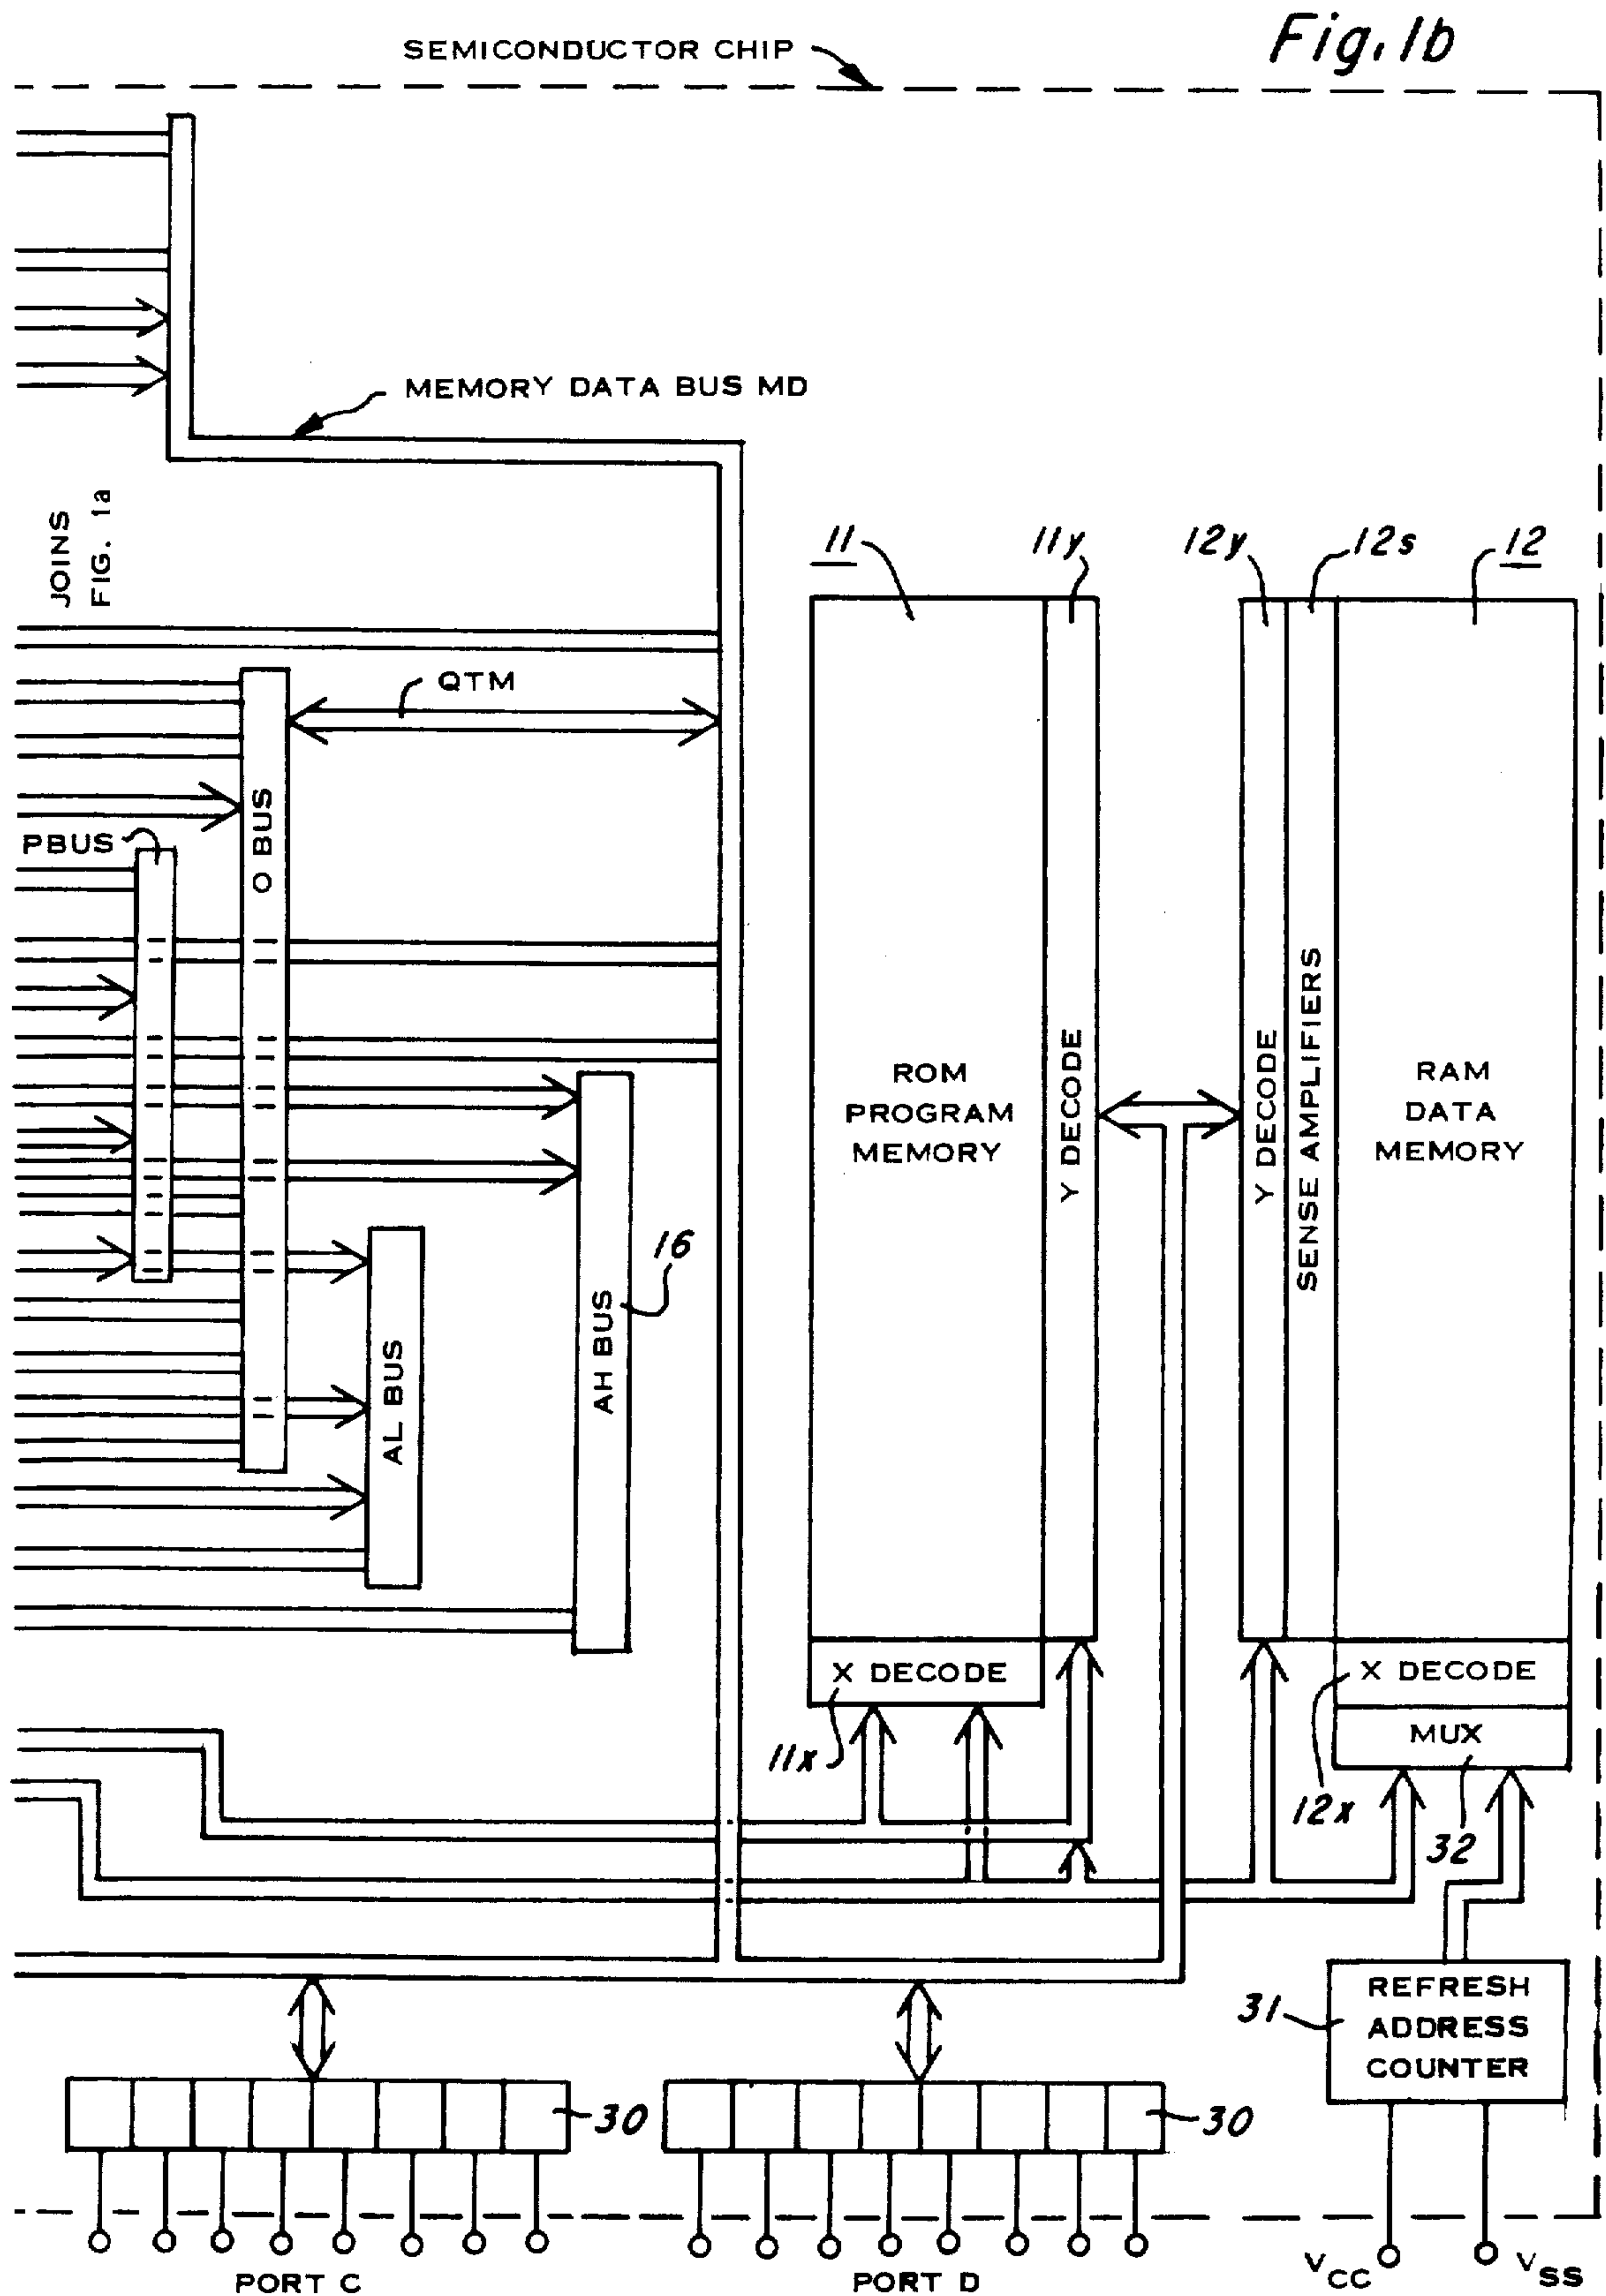 Fig. 1b
SEMICONDUCTOR CHIP
MEMORY DATA BUS MD
JOINS
FIG. 1a
11
11y
12y
12s
12
QTM
O BUS
PBUS
ROM
PROGRAM
MEMORY
Y DECODE
Y DECODE
SENSE AMPLIFIERS
RAM
DATA
MEMORY
16
AL BUS
AH BUS
X DECODE
X DECODE
MUX
11x
12x
32
REFRESH
ADDRESS
COUNTER
31
30
30
PORT C
PORT D
VCC
VSS